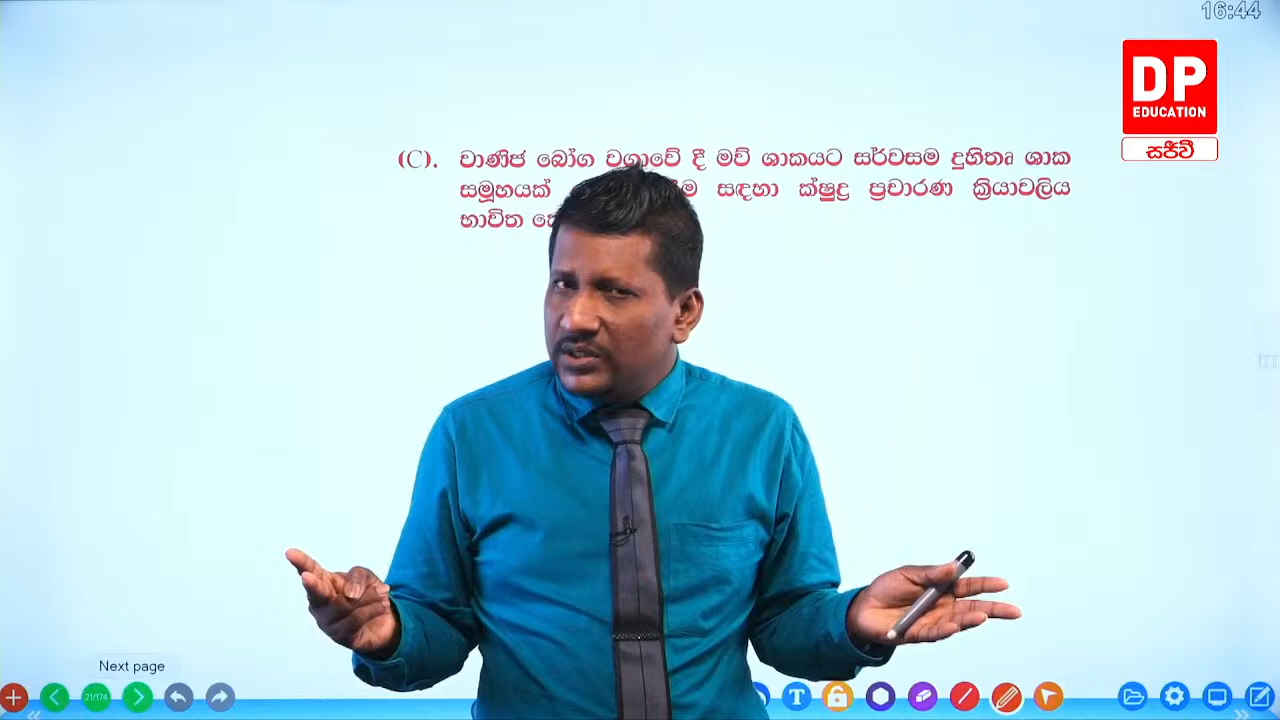 16:44
DP
EDUCATION
සජීවී
(C). වාණිජ බෝග වගාවේ දී මව් ශාකයට සර්වසම දුහිතෘ ශාක
සමූහයක් සඳහා ක්ෂුද්‍ර ප්‍රචාරණ ක්‍රියාවලිය
භාවිත
Next page
21/174
T